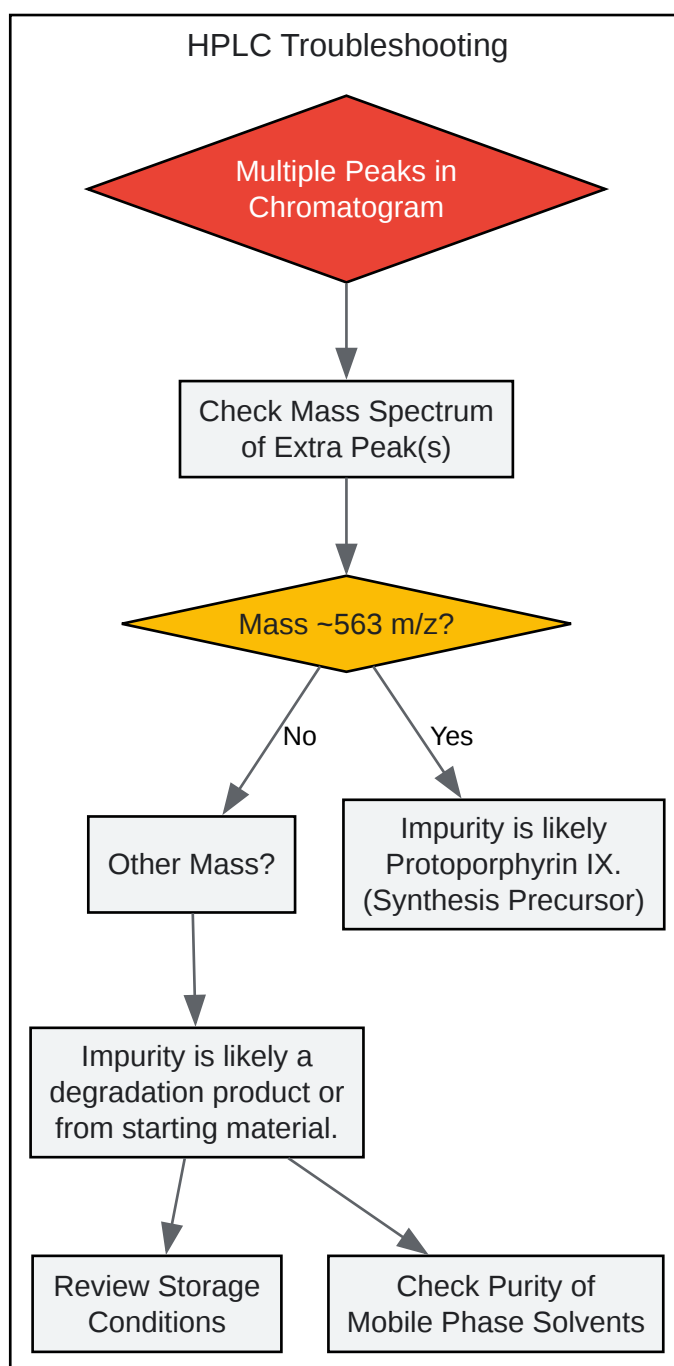 HPLC Troubleshooting
Multiple Peaks in
Chromatogram
Check Mass Spectrum
of Extra Peak(s)
Mass ~563 m/z?
No
Yes
Other Mass?
Impurity is likely
Protoporphyrin IX.
(Synthesis Precursor)
Impurity is likely a
degradation product or
from starting material.
Review Storage
Conditions
Check Purity of
Mobile Phase Solvents